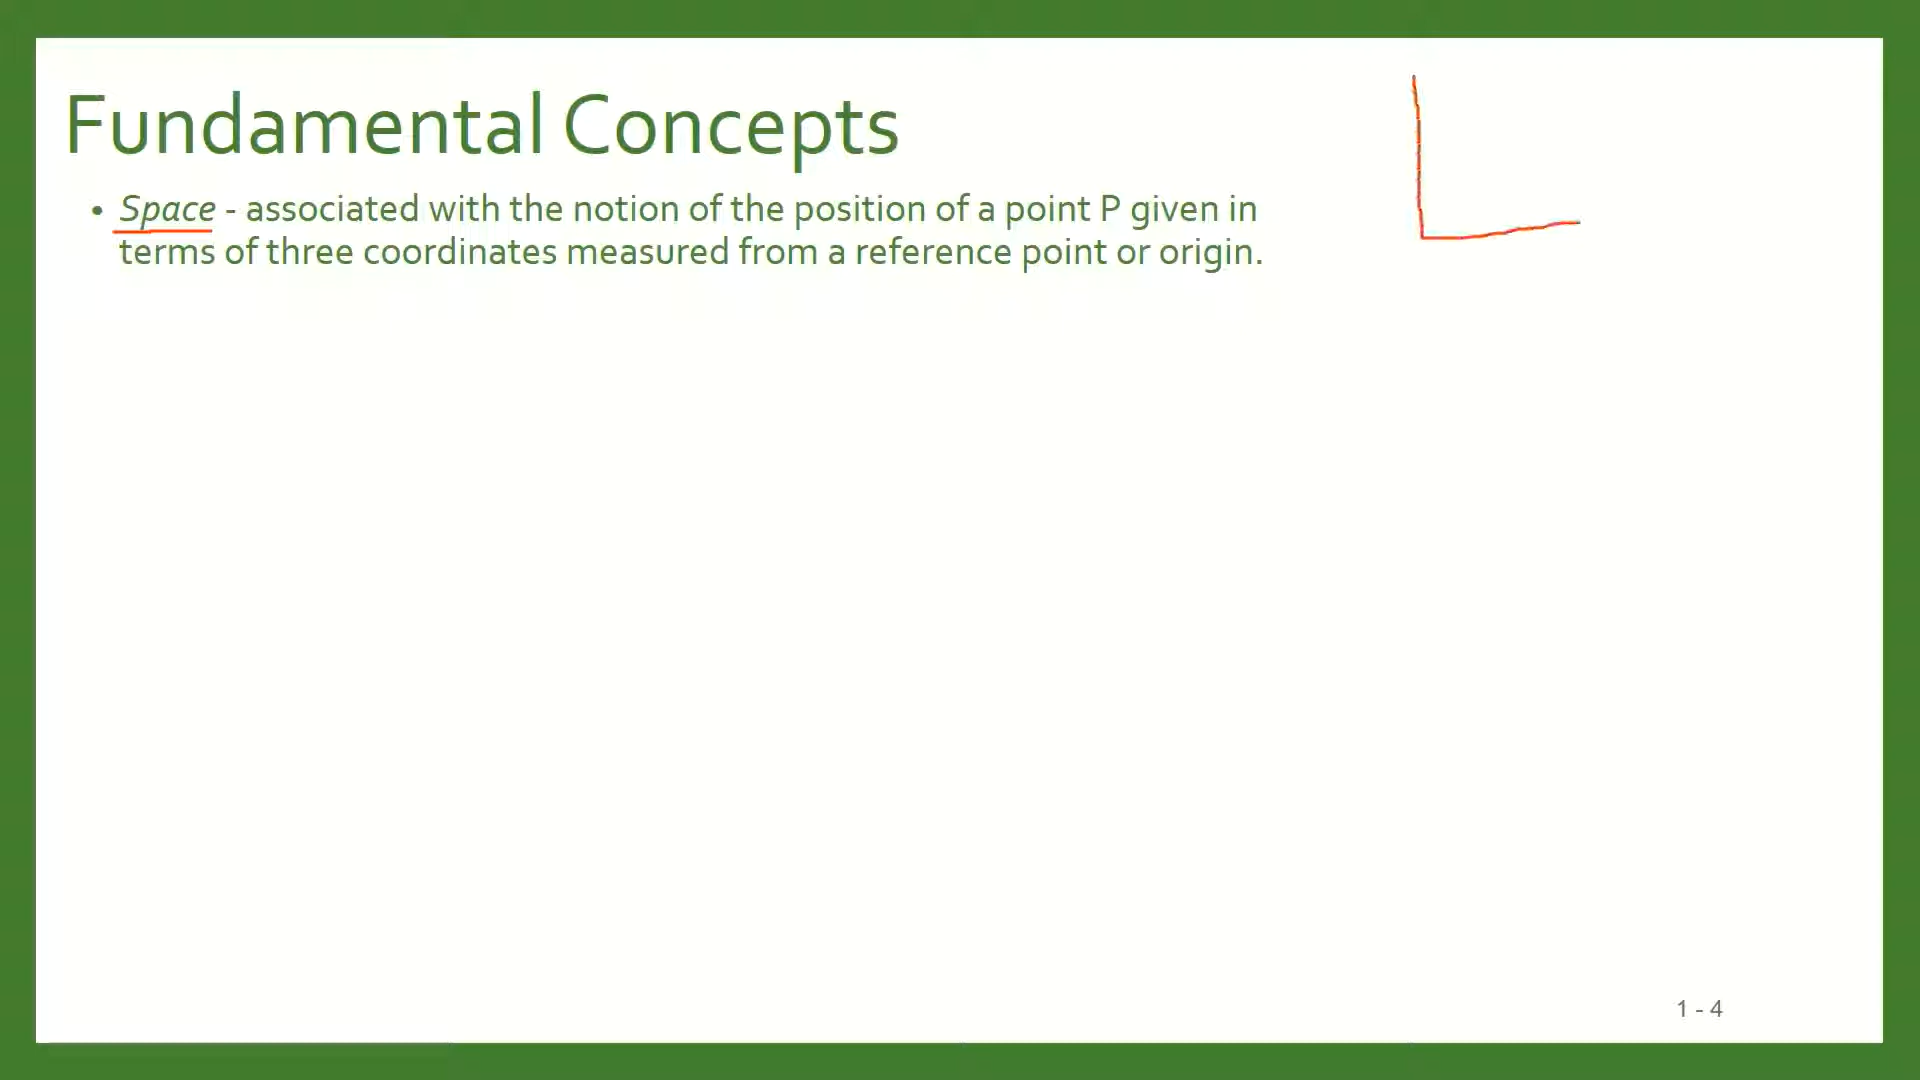 Fundamental Concepts
• Space - associated with the notion of the position of a point P given in
terms of three coordinates measured from a reference point or origin.
1 - 4